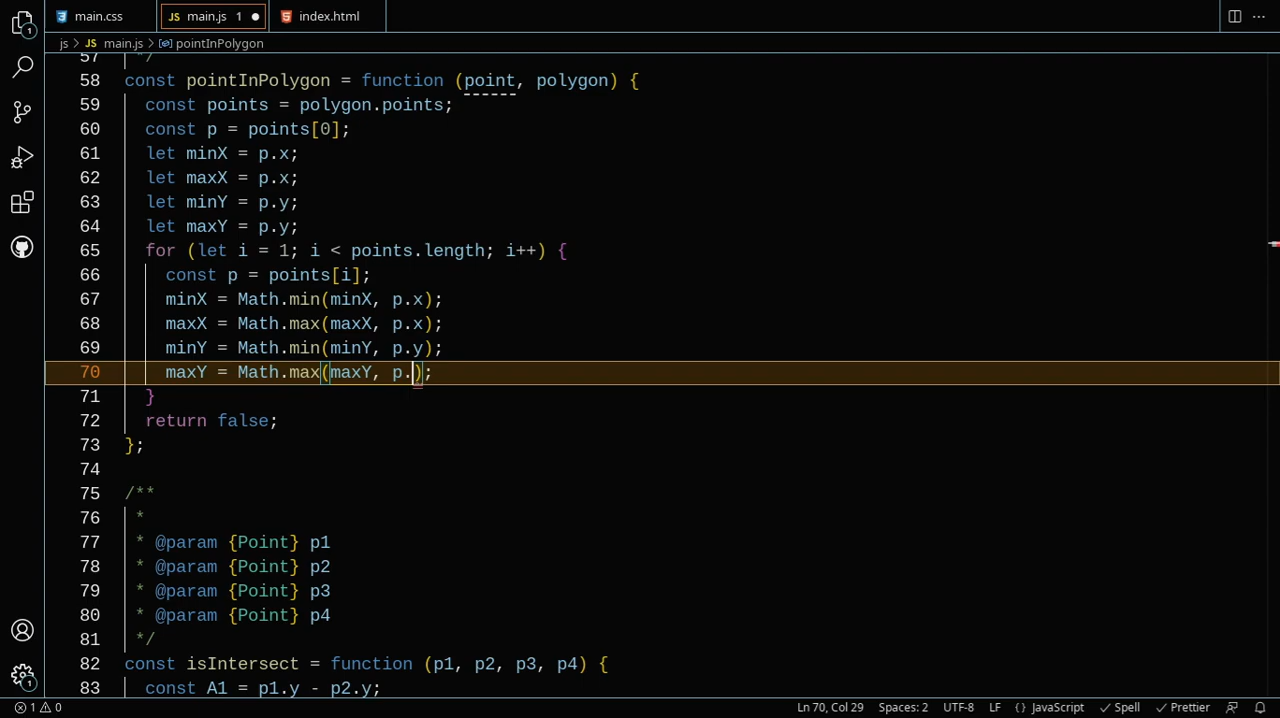 main.css
JS main.js 1
index.html
js > JS main.js > pointInPolygon
57 */
58 const pointInPolygon = function (point, polygon) {
59 const points = polygon.points;
60 const p = points[0];
61 let minX = p.x;
62 let maxX = p.x;
63 let minY = p.y;
64 let maxY = p.y;
65 for (let i = 1; i < points.length; i++) {
66 const p = points[i];
67 minX = Math.min(minX, p.x);
68 maxX = Math.max(maxX, p.x);
69 minY = Math.min(minY, p.y);
70 maxY = Math.max(maxY, p.);
71 }
72 return false;
73 };
74
75 /**
76 *
77 * @param {Point} p1
78 * @param {Point} p2
79 * @param {Point} p3
80 * @param {Point} p4
81 */
82 const isIntersect = function (p1, p2, p3, p4) {
83 const A1 = p1.y - p2.y;
1
1
1 0 Ln 70, Col 29 Spaces: 2 UTF-8 LF {} JavaScript Spell Prettier